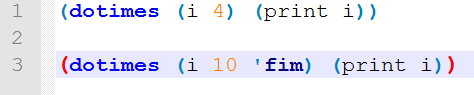 1 (dotimes (i 4) (print i))
2
3 (dotimes (i 10 'fim) (print i))